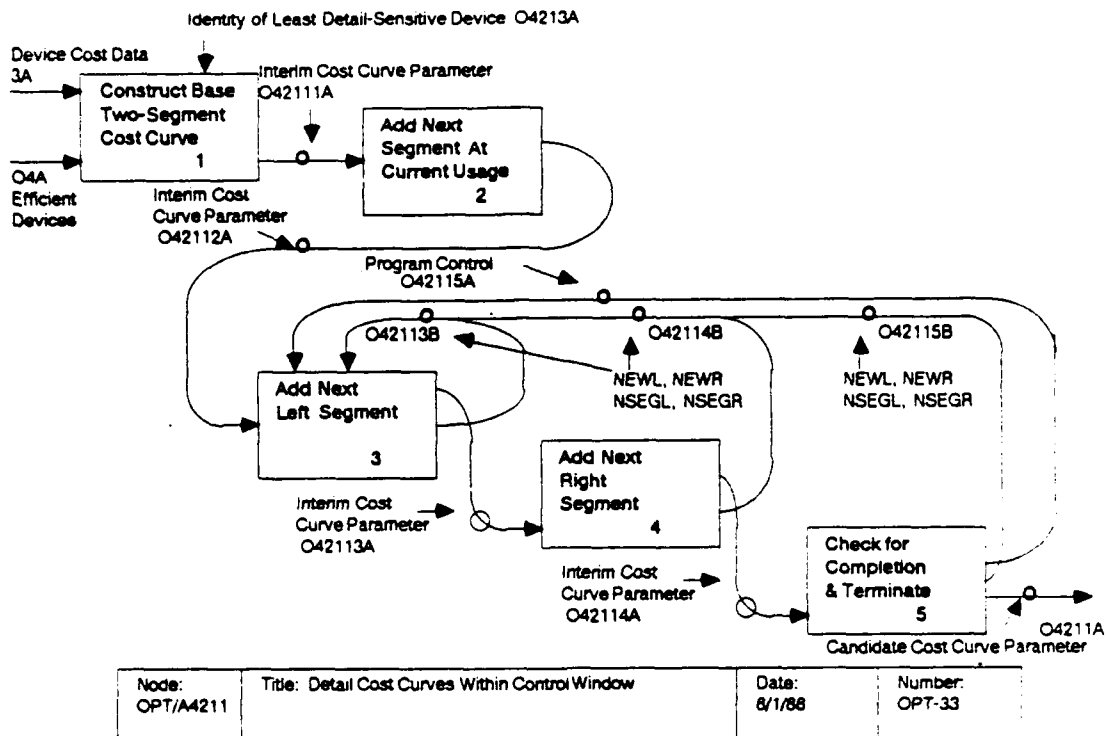 Identity of Least Detail-Sensitive Device O4213A
Device Cost Data
3A
Interim Cost Curve Parameter
O42111A
Construct Base
Two-Segment
Cost Curve
1
Add Next
Segment At
Current Usage
2
O4A
Efficient
Devices
Interim Cost
Curve Parameter
O42112A
Program Control
O42115A
O42113B
O42114B
O42115B
NEWL, NEWR
NSEGL, NSEGR
NEWL, NEWR
NSEGL, NSEGR
Add Next
Left Segment
3
Add Next
Right
Segment
4
Interim Cost
Curve Parameter
O42113A
Check for
Completion
& Terminate
5
Interim Cost
Curve Parameter
O42114A
O4211A
Candidate Cost Curve Parameter
Node:
OPT/A4211
Title: Detail Cost Curves Within Control Window
Date:
8/1/88
Number:
OPT-33